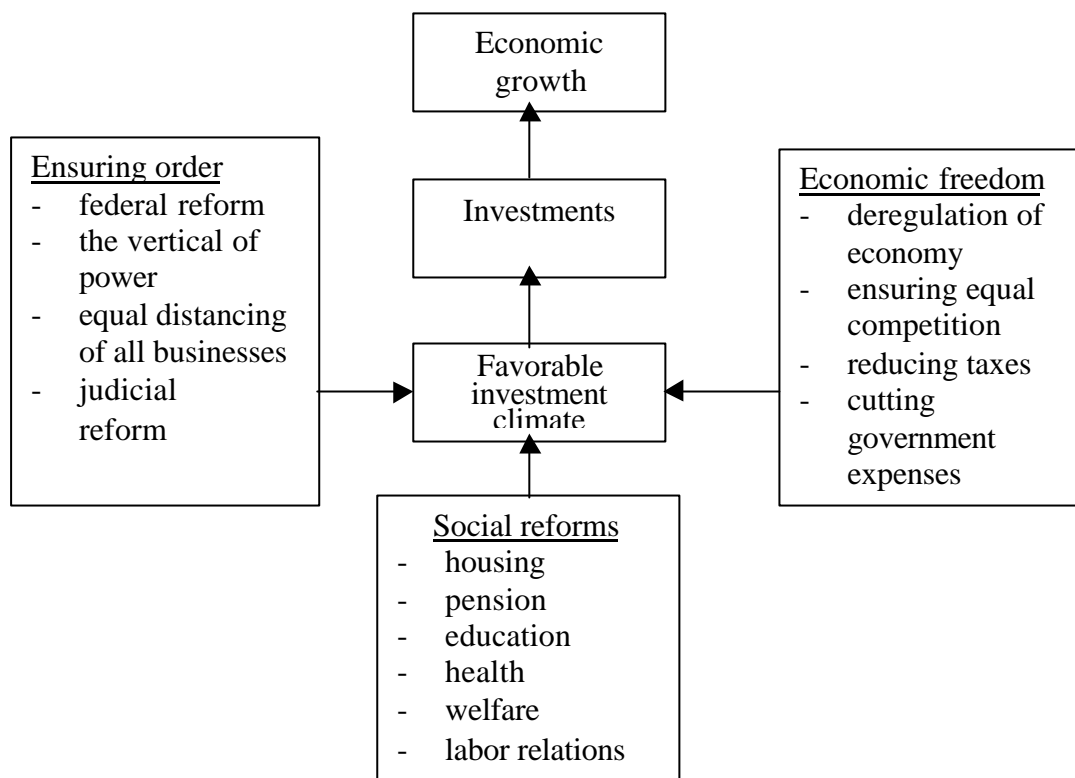 Economic
growth
Investments
Favorable
investment
climate
Ensuring order
- federal reform
- the vertical of
power
- equal distancing
of all businesses
- judicial
reform
Economic freedom
- deregulation of
economy
- ensuring equal
competition
- reducing taxes
- cutting
government
expenses
Social reforms
- housing
- pension
- education
- health
- welfare
- labor relations